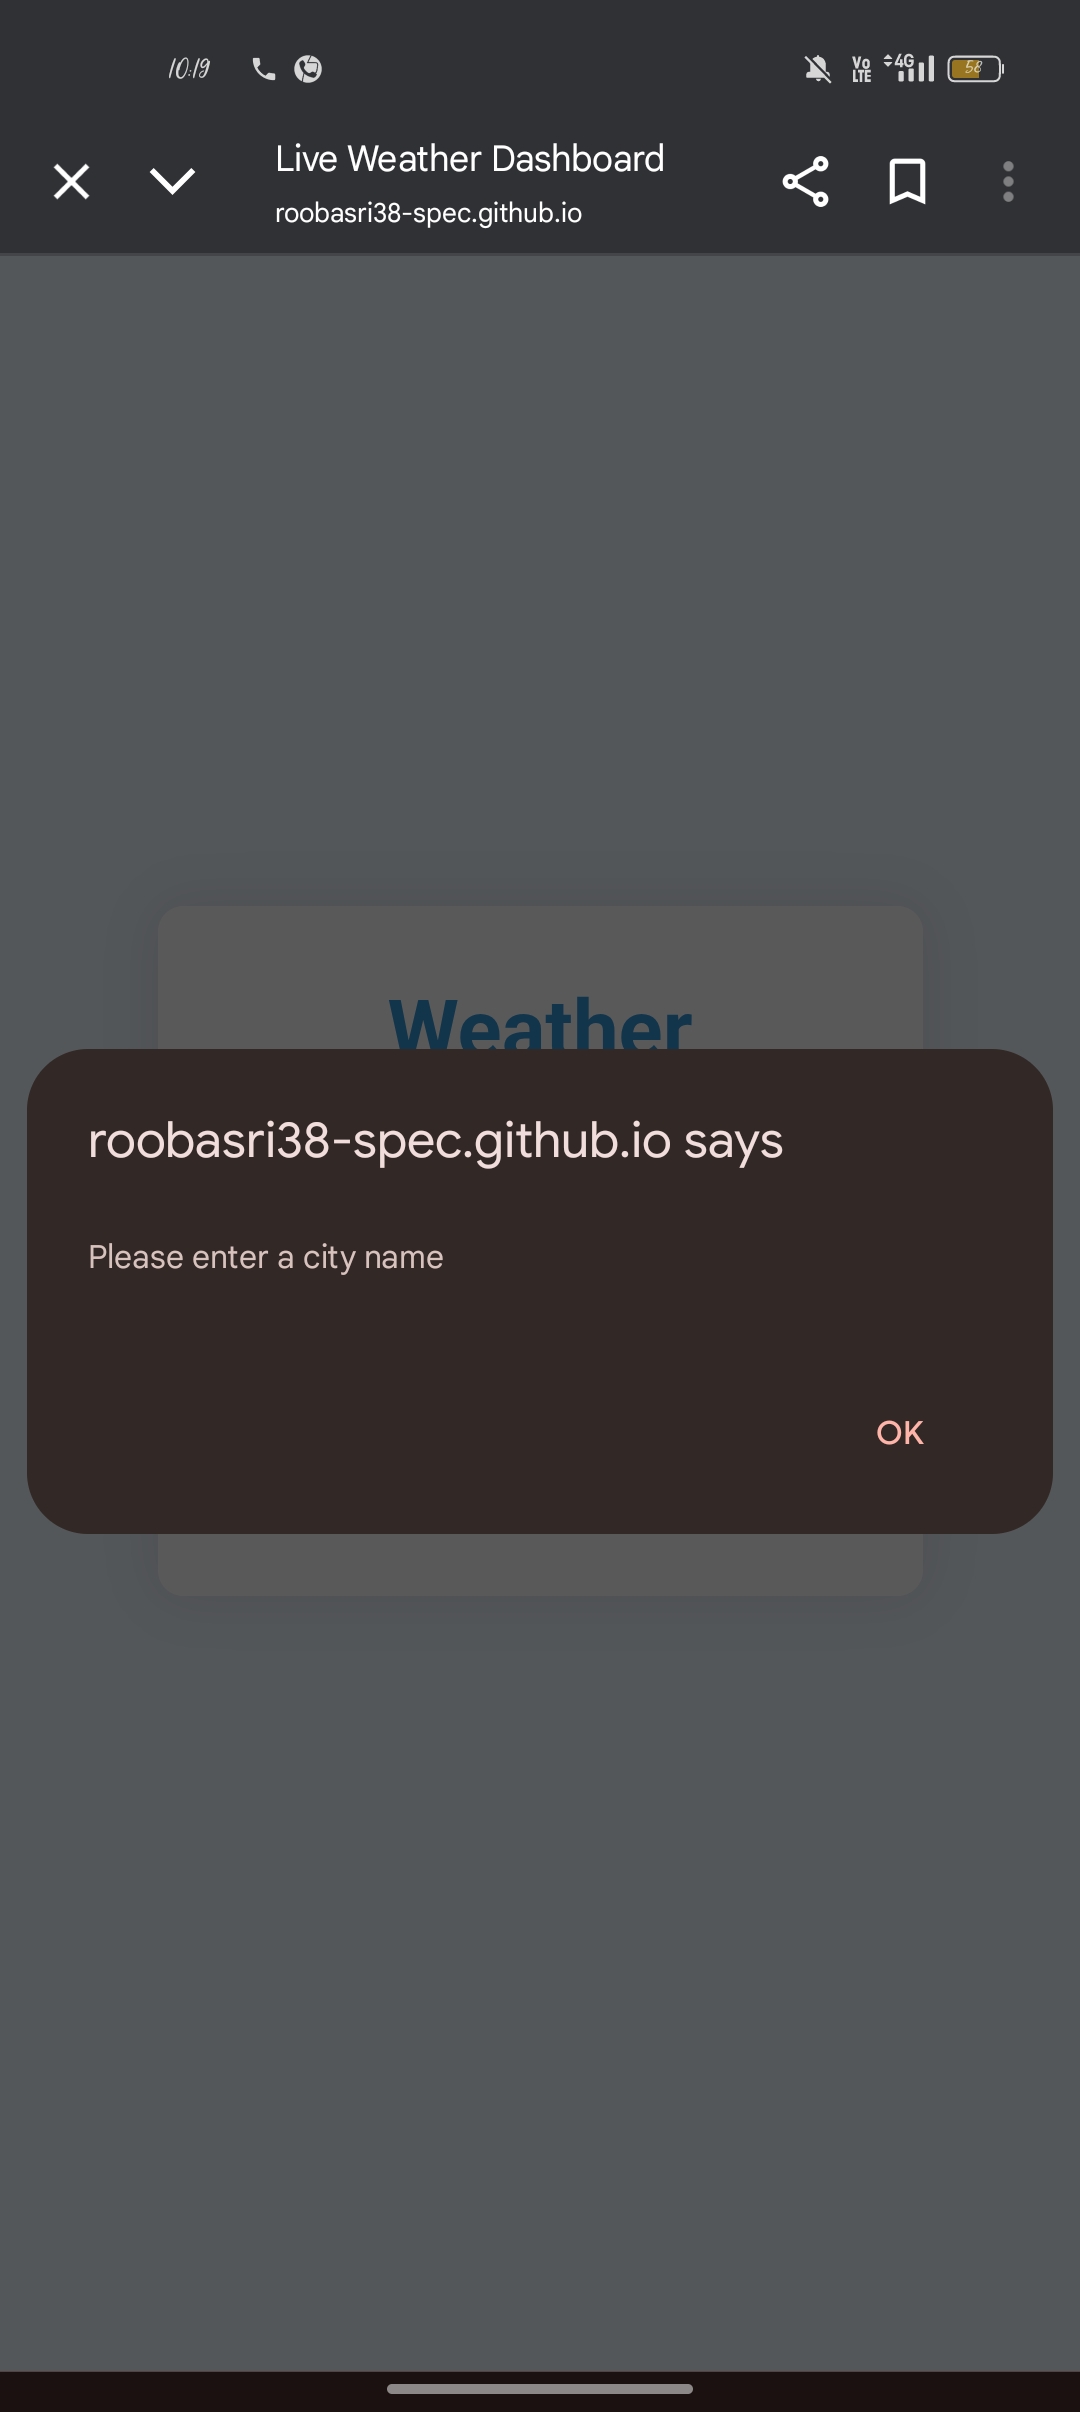 10:19
Vo LTE 4G 58
Live Weather Dashboard
roobasri38-spec.github.io
Weather
roobasri38-spec.github.io says
Please enter a city name
OK